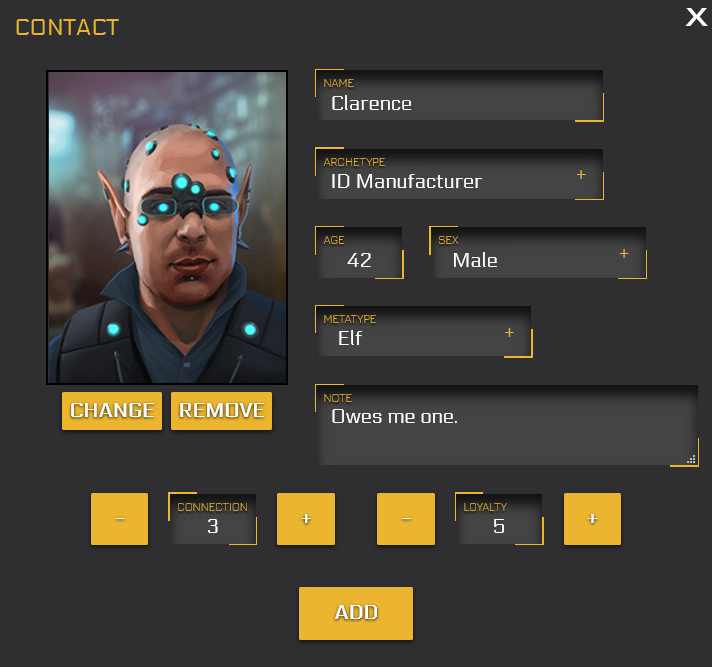 CONTACT
X
NAME
Clarence
ARCHETYPE
ID Manufacturer +
AGE
42
SEX
Male +
METATYPE
Elf +
NOTE
Owes me one.
CHANGE REMOVE
-
CONNECTION
3
+
-
LOYALTY
5
+
ADD